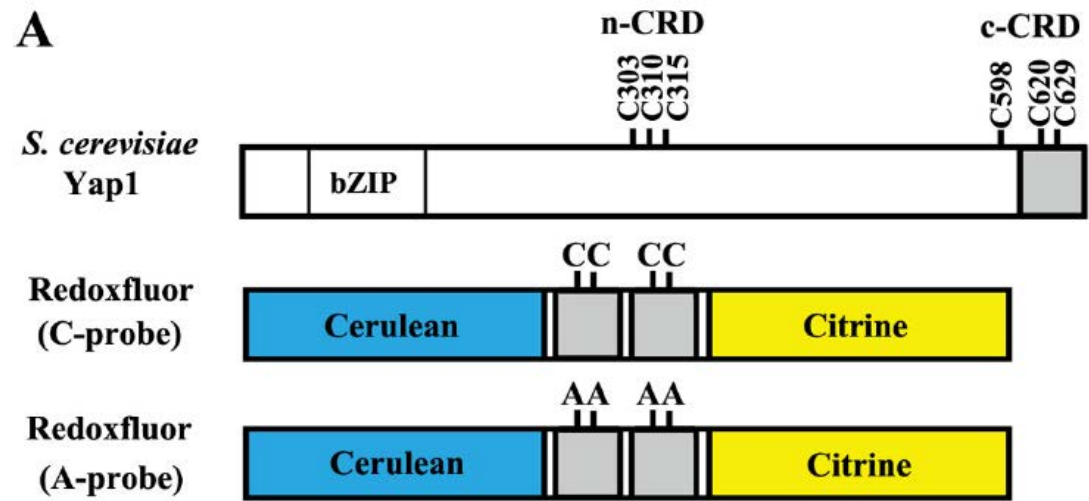 A
n-CRD
c-CRD
C303
C310
C315
C598
C620
C629
S. cerevisiae
Yap1
bZIP
CC
CC
Redoxfluor
(C-probe)
Cerulean
Citrine
AA
AA
Redoxfluor
(A-probe)
Cerulean
Citrine